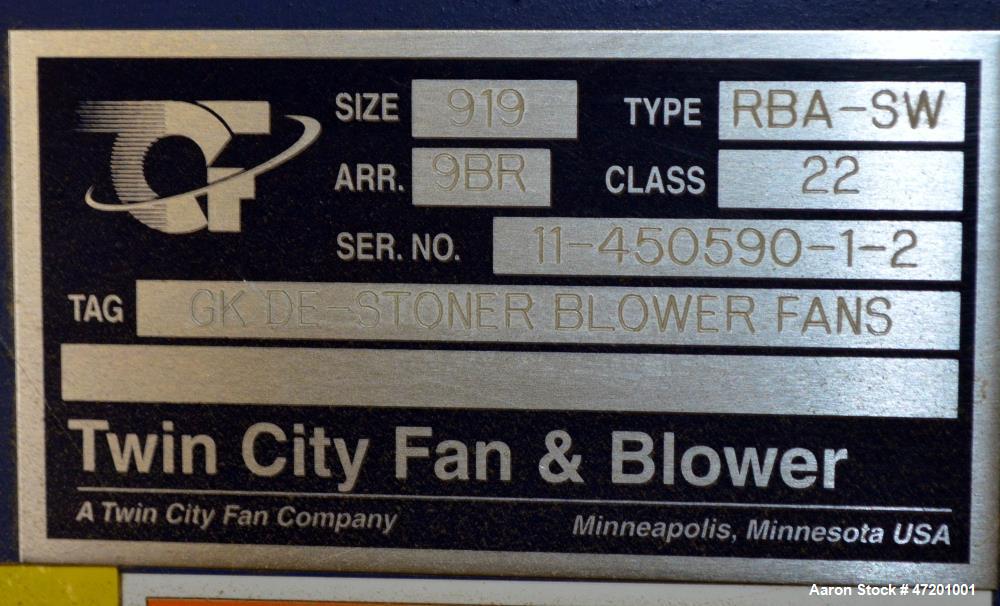 SIZE 919 TYPE RBA-SW
ARR. 9BR CLASS 22
SER. NO. 11-450590-1-2
TAG GK DE-STONER BLOWER FANS
Twin City Fan & Blower
A Twin City Fan Company Minneapolis, Minnesota USA
Aaron Stock # 47201001